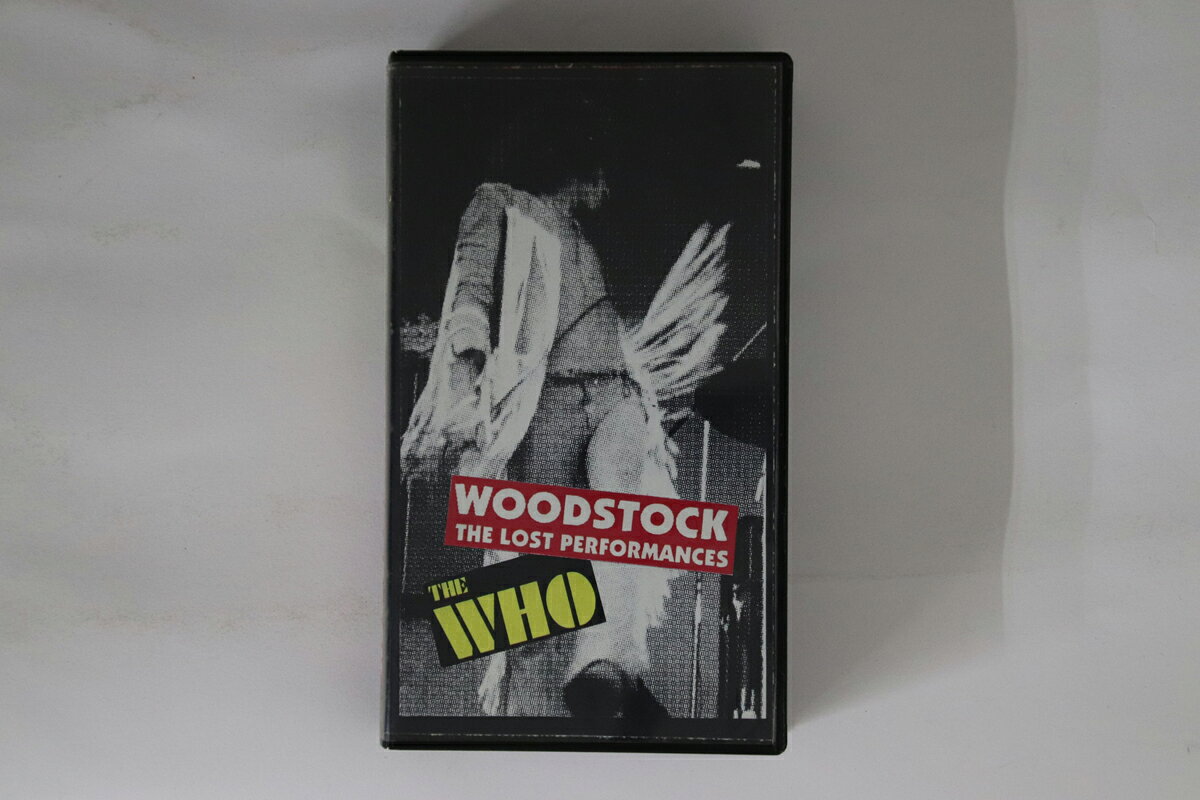 WOODSTOCK
THE LOST PERFORMANCES
THE
WHO